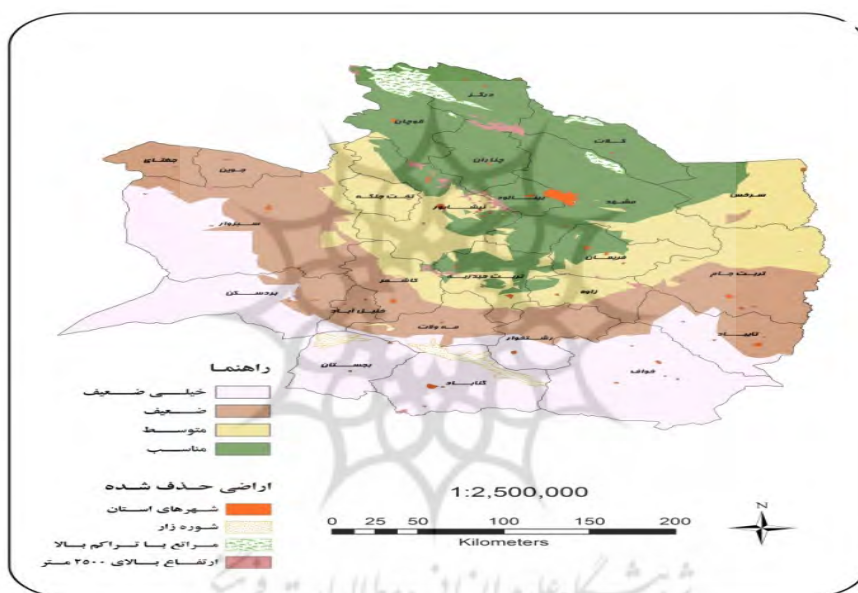 درگز
قوچان
کلات
چغتای
جوین
چناران
سرخس
تخت جلگه
نیشابور
بینالود
مشهد
سبزوار
فریمان
تربت حیدریه
تربت جام
کاشمر
زاوه
بردسکن
خلیل آباد
مه ولات
رشتخوار
تایباد
بجستان
گناباد
خواف
راهنما
خیلی ضعیف
ضعیف
متوسط
مناسب
اراضی حذف شده
شهرهای استان
شوره زار
مراتع با تراکم بالا
ارتفاع بالای ۲۵۰۰ متر
1:2,500,000
0 25 50 100 150 200
Kilometers
N